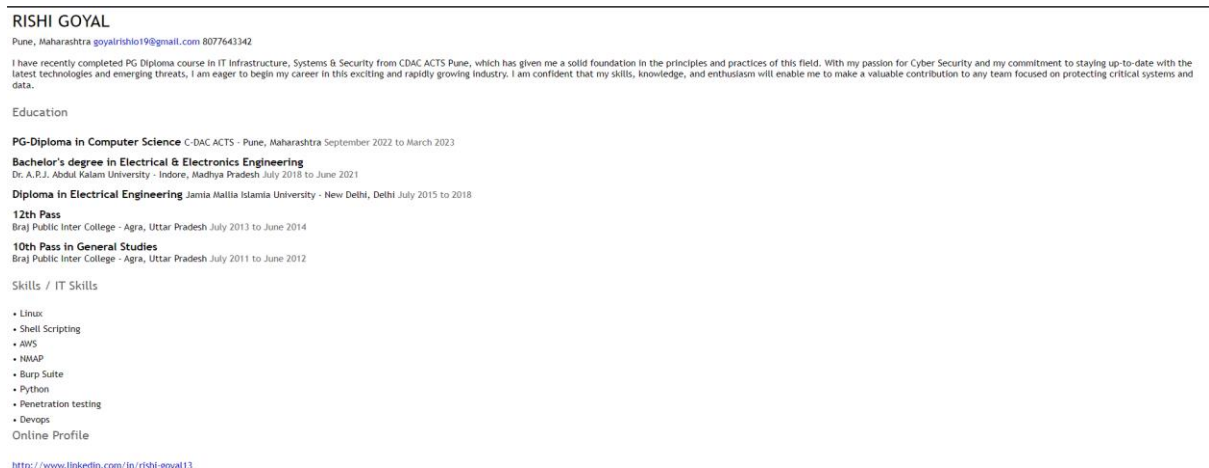 RISHI GOYAL
Pune, Maharashtra goyalrishio19@gmail.com 8077643342
I have recently completed PG Diploma course in IT Infrastructure, Systems & Security from CDAC ACTS Pune, which has given me a solid foundation in the principles and practices of this field. With my passion for Cyber Security and my commitment to staying up-to-date with the
latest technologies and emerging threats, I am eager to begin my career in this exciting and rapidly growing industry. I am confident that my skills, knowledge, and enthusiasm will enable me to make a valuable contribution to any team focused on protecting critical systems and
data.
Education
PG-Diploma in Computer Science C-DAC ACTS - Pune, Maharashtra September 2022 to March 2023
Bachelor's degree in Electrical & Electronics Engineering
Dr. A.P.J. Abdul Kalam University - Indore, Madhya Pradesh July 2018 to June 2021
Diploma in Electrical Engineering Jamia Mallia Islamia University - New Delhi, Delhi July 2015 to 2018
12th Pass
Braj Public Inter College - Agra, Uttar Pradesh July 2013 to June 2014
10th Pass in General Studies
Braj Public Inter College - Agra, Uttar Pradesh July 2011 to June 2012
Skills / IT Skills
• Linux
• Shell Scripting
• AWS
• NMAP
• Burp Suite
• Python
• Penetration testing
• Devops
Online Profile
http://www.linkedin.com/in/rishi-goyal13